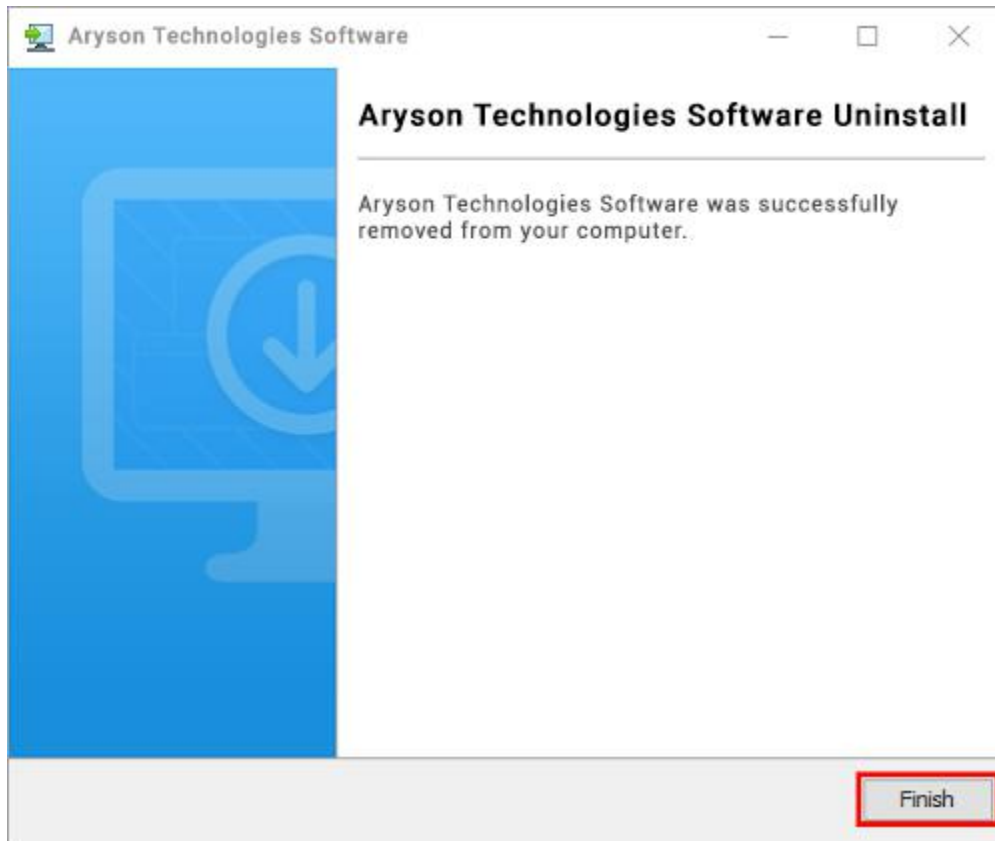 Aryson Technologies Software
Aryson Technologies Software Uninstall
Aryson Technologies Software was successfully
removed from your computer.
Finish